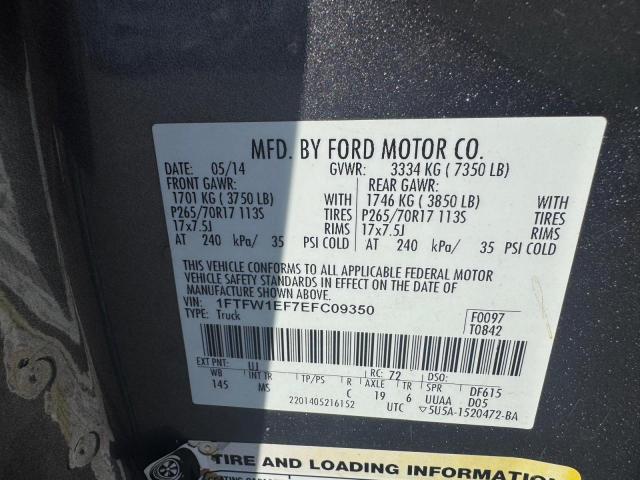 MFD. BY FORD MOTOR CO.
DATE: 05/14 GVWR: 3334 KG ( 7350 LB)
FRONT GAWR: REAR GAWR:
1701 KG ( 3750 LB) WITH 1746 KG ( 3850 LB) WITH
P265/70R17 113S TIRES P265/70R17 113S TIRES
17x7.5J RIMS 17x7.5J RIMS
AT 240 kPa/ 35 PSI COLD AT 240 kPa/ 35 PSI COLD
THIS VEHICLE CONFORMS TO ALL APPLICABLE FEDERAL MOTOR
VEHICLE SAFETY STANDARDS IN EFFECT ON THE DATE OF
MANUFACTURE SHOWN ABOVE.
VIN: 1FTFW1EF7EFC09350 F0097
TYPE: Truck T0842
EXT PNT: UJ RC: 72 DSO:
WB INT TR TP/PS R AXLE TR SPR DF615
145 MS C 19 6 UUAA D05
2201405216152 UTC ▽5U5A-1520472-BA
TIRE AND LOADING INFORMATION